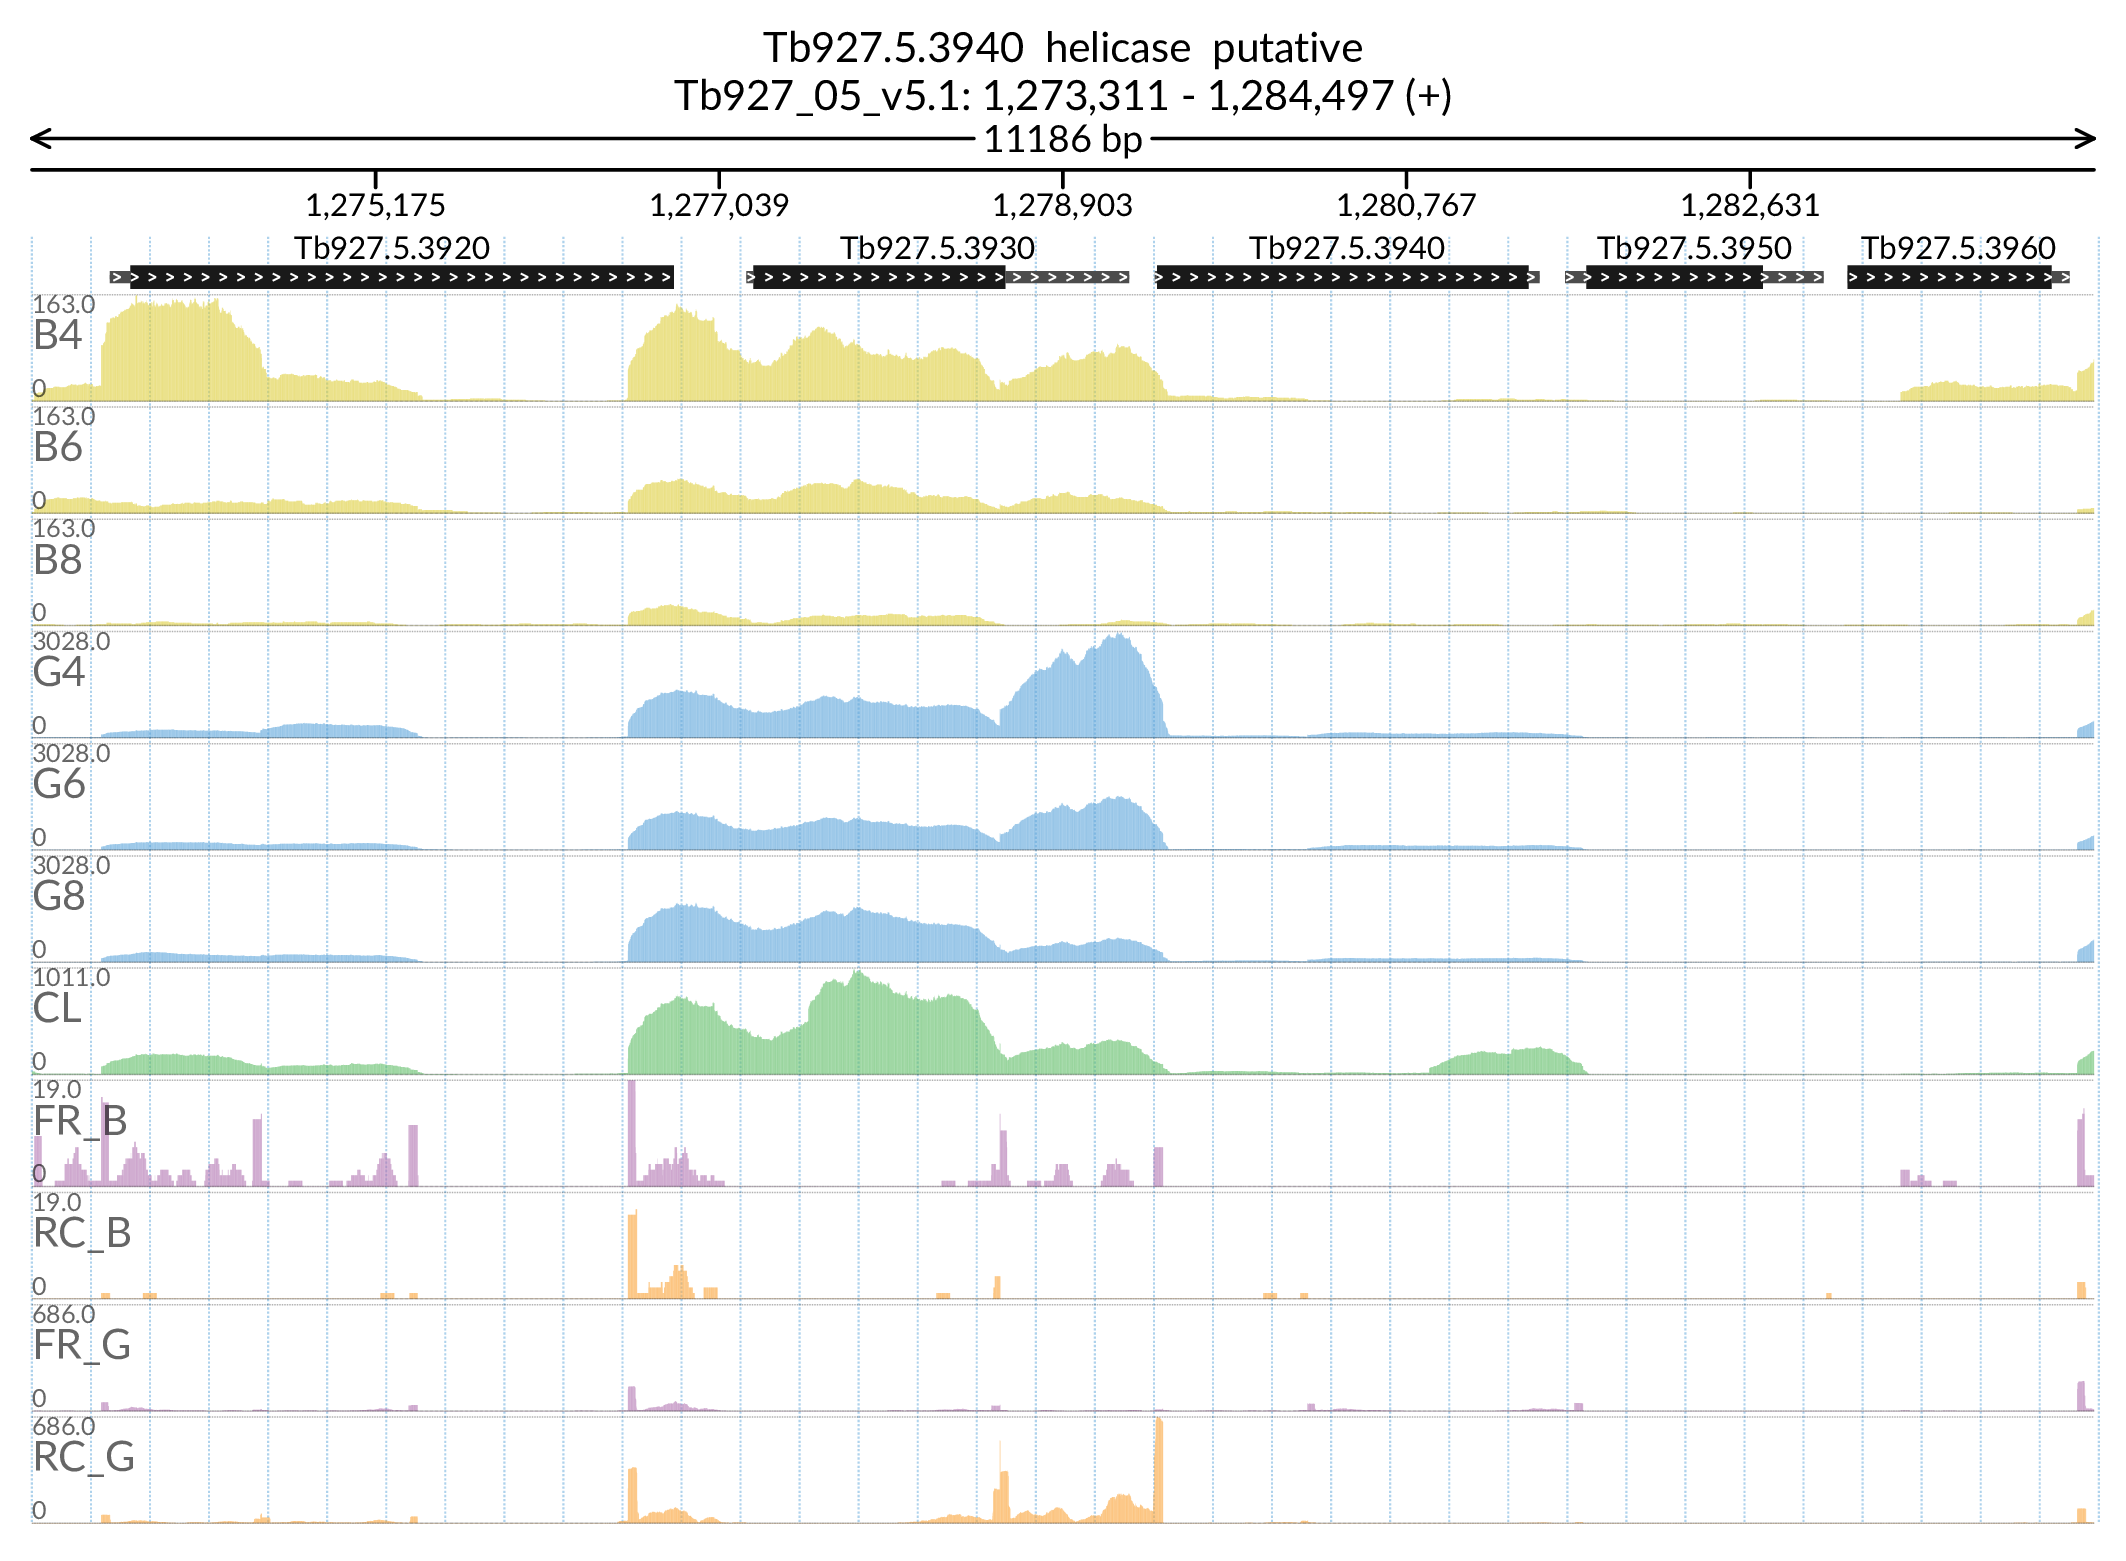 Tb927.5.3940 helicase putative
Tb927_05_v5.1: 1,273,311 - 1,284,497 (+)
11186 bp
1,275,175 1,277,039 1,278,903 1,280,767 1,282,631
Tb927.5.3920 Tb927.5.3930 Tb927.5.3940 Tb927.5.3950 Tb927.5.3960
163.0
B4
0
163.0
B6
0
163.0
B8
0
3028.0
G4
0
3028.0
G6
0
3028.0
G8
0
1011.0
CL
0
19.0
FR_B
0
19.0
RC_B
0
686.0
FR_G
0
686.0
RC_G
0